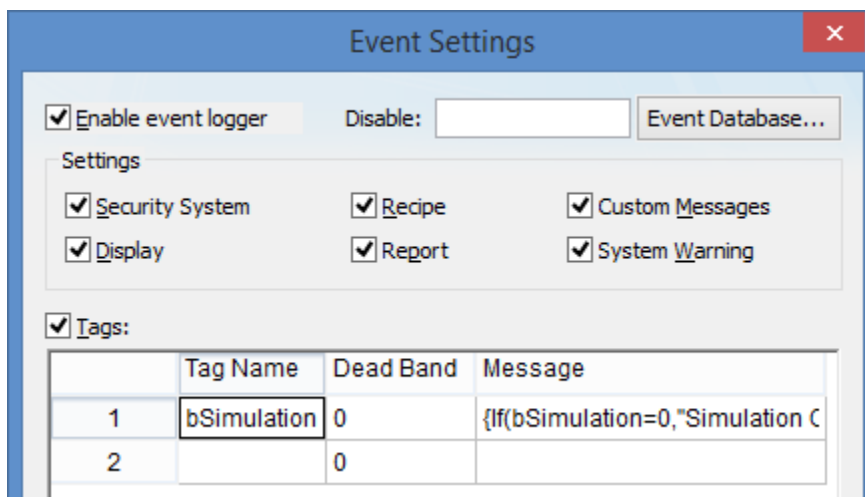 Event Settings
Enable event logger Disable: Event Database...
Settings
Security System Recipe Custom Messages
Display Report System Warning
Tags:
Tag Name Dead Band Message
1 bSimulation 0 {If(bSimulation=0,"Simulation
2 0